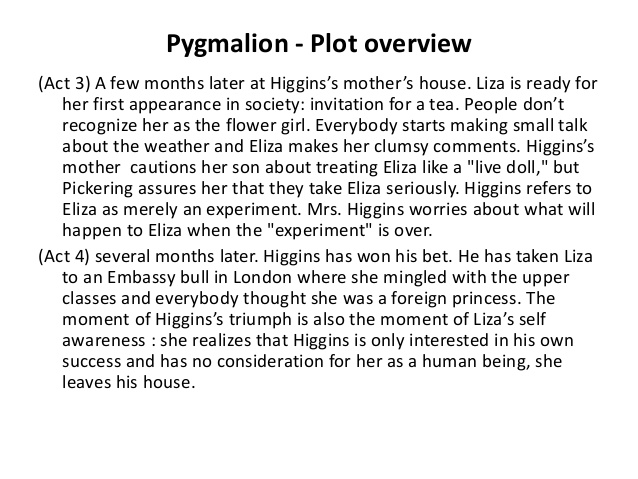 Pygmalion - Plot overview
(Act 3) A few months later at Higgins’s mother’s house. Liza is ready for
her first appearance in society: invitation for a tea. People don’t
recognize her as the flower girl. Everybody starts making small talk
about the weather and Eliza makes her clumsy comments. Higgins’s
mother cautions her son about treating Eliza like a "live doll," but
Pickering assures her that they take Eliza seriously. Higgins refers to
Eliza as merely an experiment. Mrs. Higgins worries about what will
happen to Eliza when the "experiment" is over.
(Act 4) several months later. Higgins has won his bet. He has taken Liza
to an Embassy bull in London where she mingled with the upper
classes and everybody thought she was a foreign princess. The
moment of Higgins’s triumph is also the moment of Liza’s self
awareness : she realizes that Higgins is only interested in his own
success and has no consideration for her as a human being, she
leaves his house.